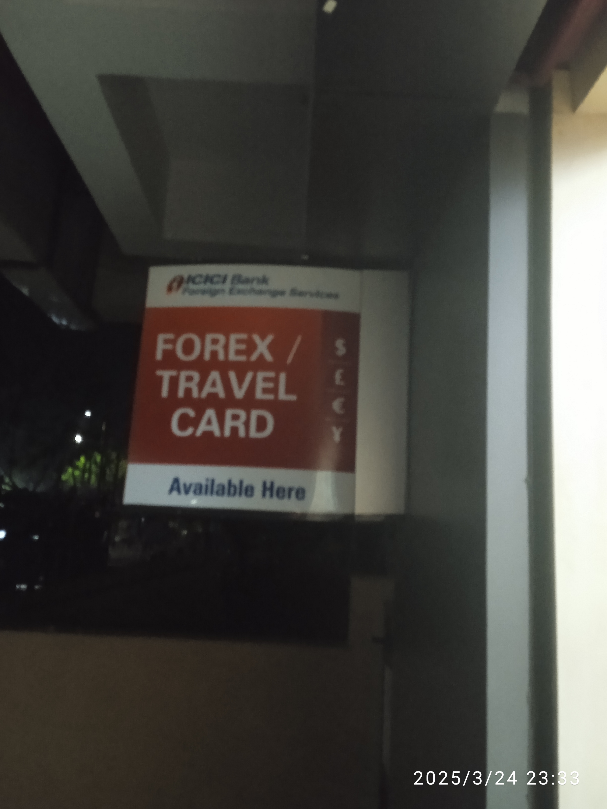 ICICI Bank
Foreign Exchange Services
FOREX /
TRAVEL
CARD
$
£
€
¥
Available Here
2025/3/24 23:33